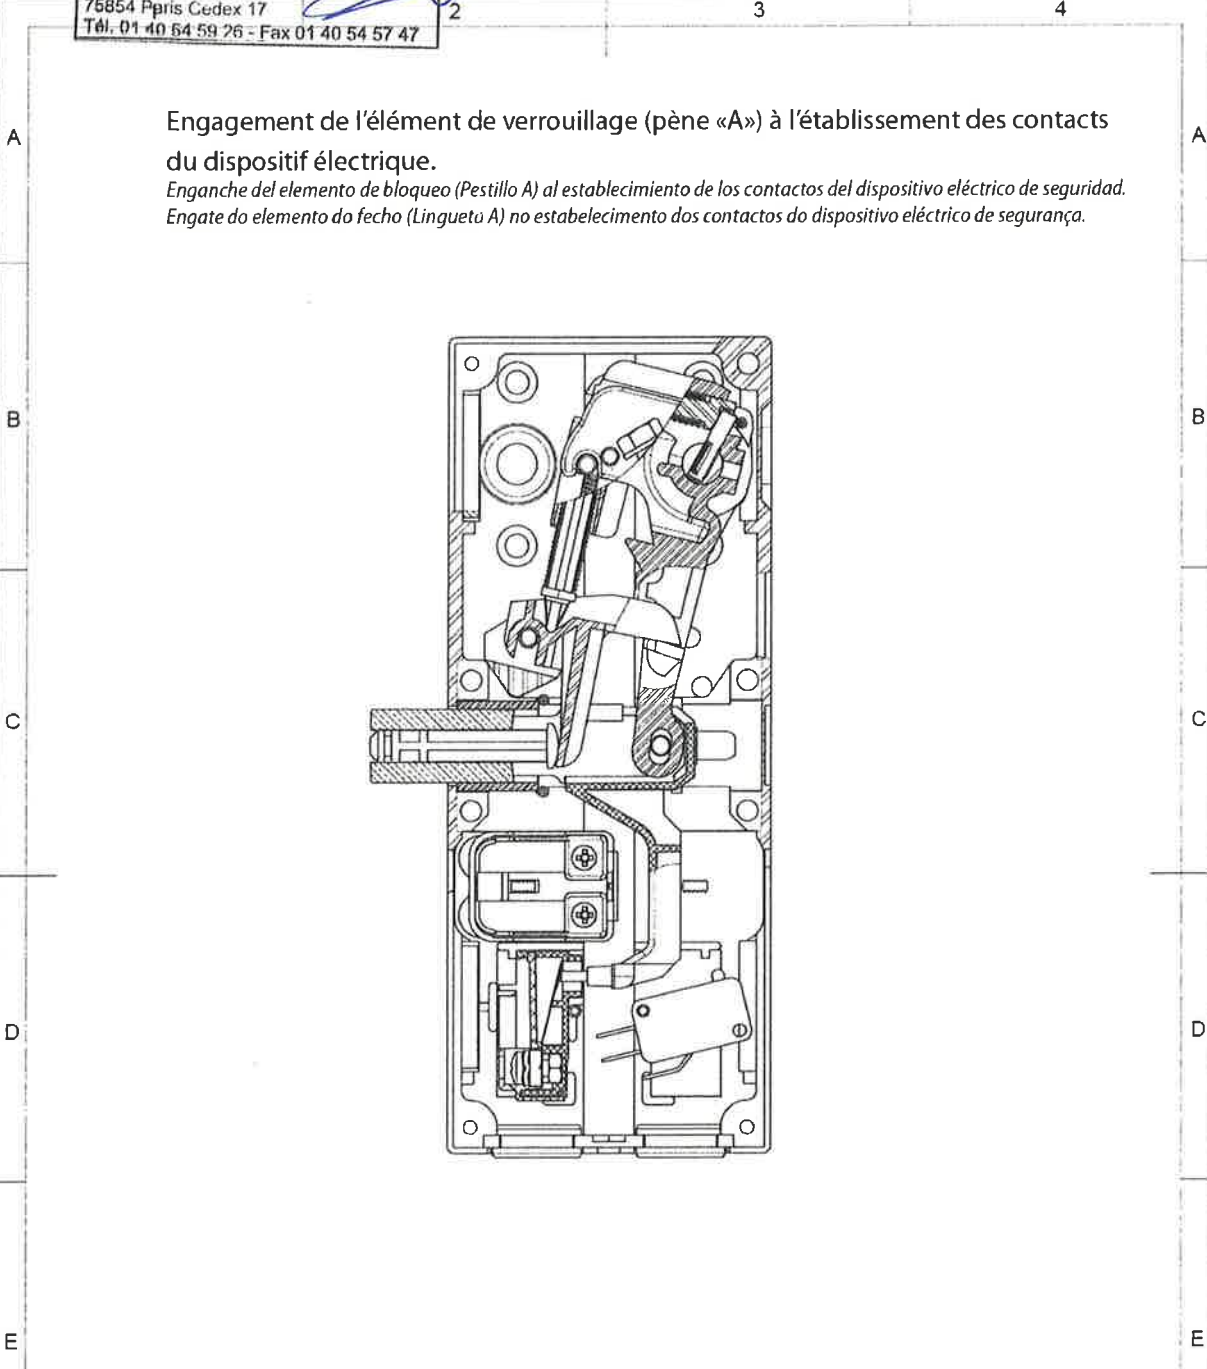 75854 Paris Cedex 17
Tél. 01 40 54 59 26 - Fax 01 40 54 57 47
2 3 4
A A
Engagement de l'élément de verrouillage (pène «A») à l'établissement des contacts
du dispositif électrique.
Enganche del elemento de bloqueo (Pestillo A) al establecimiento de los contactos del dispositivo eléctrico de seguridad.
Engate do elemento do fecho (Lingueta A) no estabelecimento dos contactos do dispositivo eléctrico de segurança.
B B
C C
D D
E E